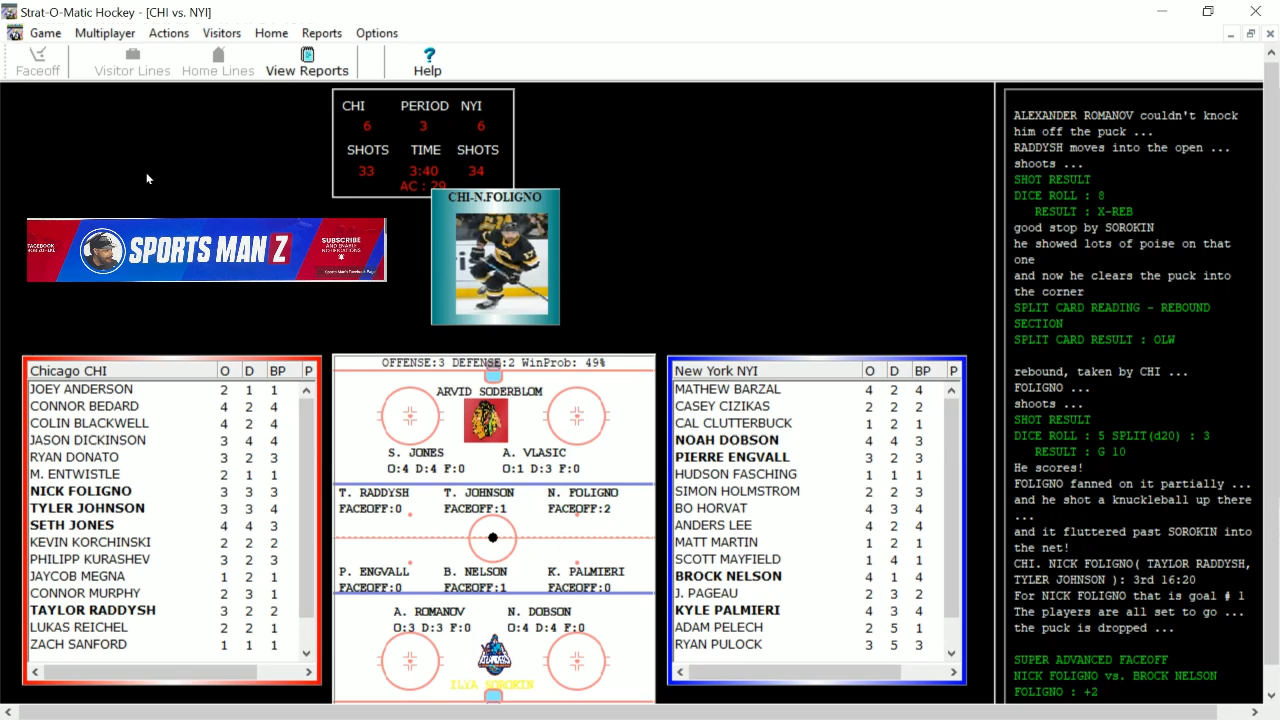 Strat-O-Matic Hockey - [CHI vs. NYI]
Game Multiplayer Actions Visitors Home Reports Options
Faceoff Visitor Lines Home Lines View Reports Help
CHI PERIOD NYI
6 3 6
SHOTS TIME SHOTS
33 3:40 34
AC : 29
CHI-N.FOLIGNO
SPORTS MAN Z
SUBSCRIBE
AND ENABLE
NOTIFICATIONS
Sports Man's Facebook Page
Chicago CHI O D BP P
JOEY ANDERSON 2 1 1
CONNOR BEDARD 4 2 4
COLIN BLACKWELL 4 2 4
JASON DICKINSON 3 4 4
RYAN DONATO 3 2 3
M. ENTWISTLE 2 1 1
NICK FOLIGNO 3 3 3
TYLER JOHNSON 3 3 4
SETH JONES 4 4 3
KEVIN KORCHINSKI 2 2 2
PHILIPP KURASHEV 3 2 3
JAYCOB MEGNA 1 2 1
CONNOR MURPHY 2 3 1
TAYLOR RADDYSH 3 2 2
LUKAS REICHEL 2 2 1
ZACH SANFORD 1 1 1
OFFENSE:3 DEFENSE:2 WinProb: 49%
ARVID SODERBLOM
S. JONES A. VLASIC
O:4 D:4 F:0 O:1 D:3 F:0
T. RADDYSH T. JOHNSON N. FOLIGNO
FACEOFF:0 FACEOFF:1 FACEOFF:2
P. ENGVALL B. NELSON K. PALMIERI
FACEOFF:0 FACEOFF:1 FACEOFF:0
A. ROMANOV N. DOBSON
O:3 D:3 F:0 O:4 D:4 F:0
ILYA SOROKIN
New York NYI O D BP P
MATHEW BARZAL 4 2 4
CASEY CIZIKAS 2 2 2
CAL CLUTTERBUCK 1 2 1
NOAH DOBSON 4 4 3
PIERRE ENGVALL 3 2 3
HUDSON FASCHING 1 1 1
SIMON HOLMSTROM 2 2 3
BO HORVAT 4 3 4
ANDERS LEE 4 2 4
MATT MARTIN 1 2 1
SCOTT MAYFIELD 1 4 1
BROCK NELSON 4 1 4
J. PAGEAU 2 3 2
KYLE PALMIERI 4 3 4
ADAM PELECH 2 5 1
RYAN PULOCK 3 5 3
ALEXANDER ROMANOV couldn't knock
him off the puck ...
RADDYSH moves into the open ...
shoots ...
SHOT RESULT
DICE ROLL : 8
RESULT : X-REB
good stop by SOROKIN
he showed lots of poise on that
one
and now he clears the puck into
the corner
SPLIT CARD READING - REBOUND
SECTION
SPLIT CARD RESULT : OLW
rebound, taken by CHI ...
FOLIGNO ...
shoots ...
SHOT RESULT
DICE ROLL : 5 SPLIT(d20) : 3
RESULT : G 10
He scores!
FOLIGNO fanned on it partially ...
and he shot a knuckleball up there
...
and it fluttered past SOROKIN into
the net!
CHI. NICK FOLIGNO( TAYLOR RADDYSH,
TYLER JOHNSON ): 3rd 16:20
For NICK FOLIGNO that is goal # 1
The players are all set to go ...
the puck is dropped ...
SUPER ADVANCED FACEOFF
NICK FOLIGNO vs. BROCK NELSON
FOLIGNO : +2